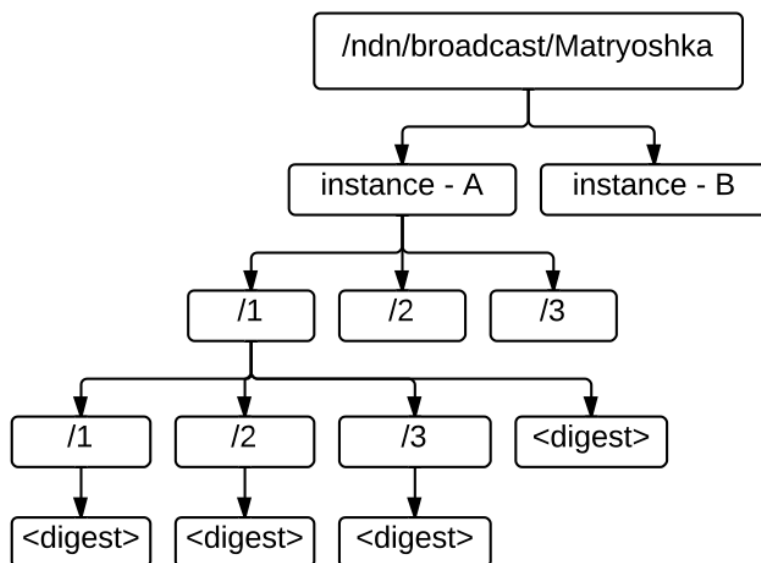 /ndn/broadcast/Matryoshka
instance - A
instance - B
/1
/2
/3
/1
/2
/3
<digest>
<digest>
<digest>
<digest>